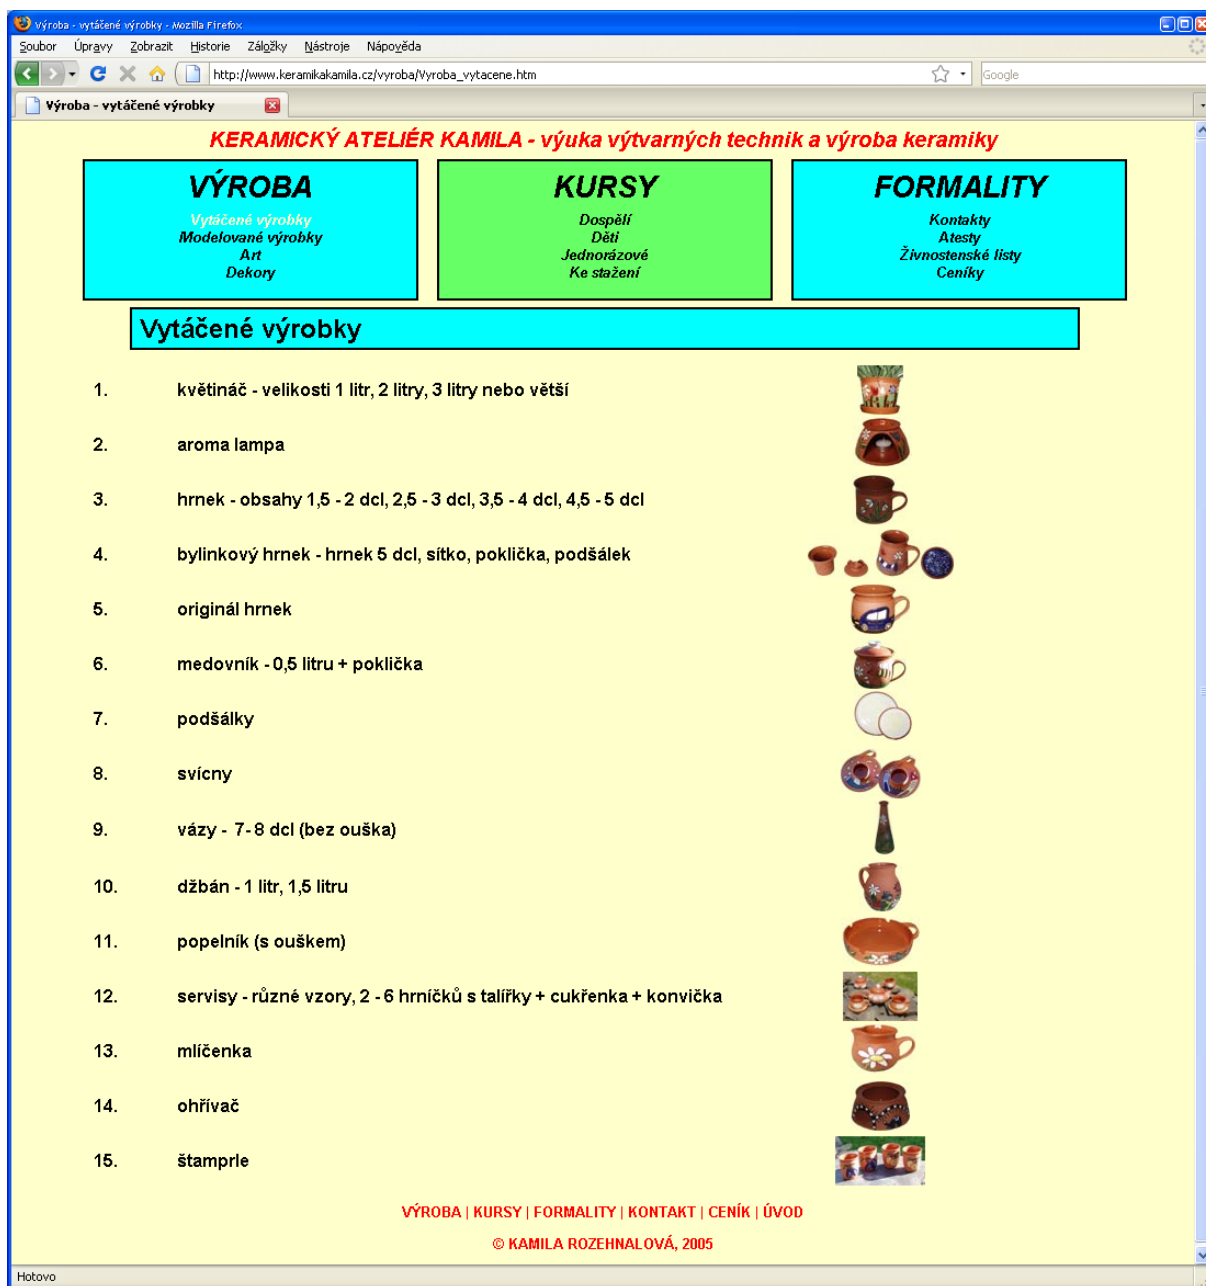 Výroba - vytáčené výrobky - Mozilla Firefox
Soubor Úpravy Zobrazit Historie Záložky Nástroje Nápověda
http://www.keramikakamila.cz/vyroba/Vyroba_vytacene.htm Google
Výroba - vytáčené výrobky
KERAMICKÝ ATELIÉR KAMILA - výuka výtvarných technik a výroba keramiky
VÝROBA
Vytáčené výrobky
Modelované výrobky
Art
Dekory
KURSY
Dospělí
Děti
Jednorázové
Ke stažení
FORMALITY
Kontakty
Atesty
Živnostenské listy
Ceníky
Vytáčené výrobky
1. květináč - velikosti 1 litr, 2 litry, 3 litry nebo větší
2. aroma lampa
3. hrnek - obsahy 1,5 - 2 dcl, 2,5 - 3 dcl, 3,5 - 4 dcl, 4,5 - 5 dcl
4. bylinkový hrnek - hrnek 5 dcl, sítko, poklička, podšálek
5. originál hrnek
6. medovník - 0,5 litru + poklička
7. podšálky
8. svícny
9. vázy - 7- 8 dcl (bez ouška)
10. džbán - 1 litr, 1,5 litru
11. popelník (s ouškem)
12. servisy - různé vzory, 2 - 6 hrníčků s talířky + cukřenka + konvička
13. mlíčenka
14. ohřívač
15. štamprle
VÝROBA | KURSY | FORMALITY | KONTAKT | CENÍK | ÚVOD
© KAMILA ROZEHNALOVÁ, 2005
Hotovo